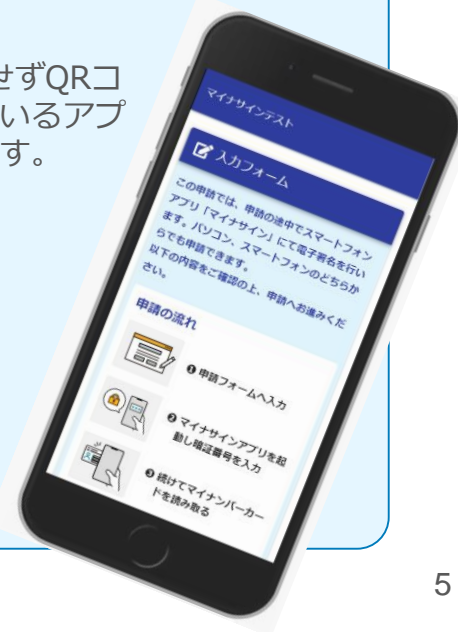 せずQRコ
いるアプ
す。
マイナサインテスト
入力フォーム
この申請では、申請の途中でスマートフォン
アプリ「マイナサイン」にて電子署名を行い
ます。パソコン、スマートフォンのどちらか
らでも申請できます。
以下の内容をご確認の上、申請へお進みくだ
さい。
申請の流れ
❶ 申請フォームへ入力
❷ マイナサインアプリを起
動し暗証番号を入力
❸ 続けてマイナンバーカー
ドを読み取る
5